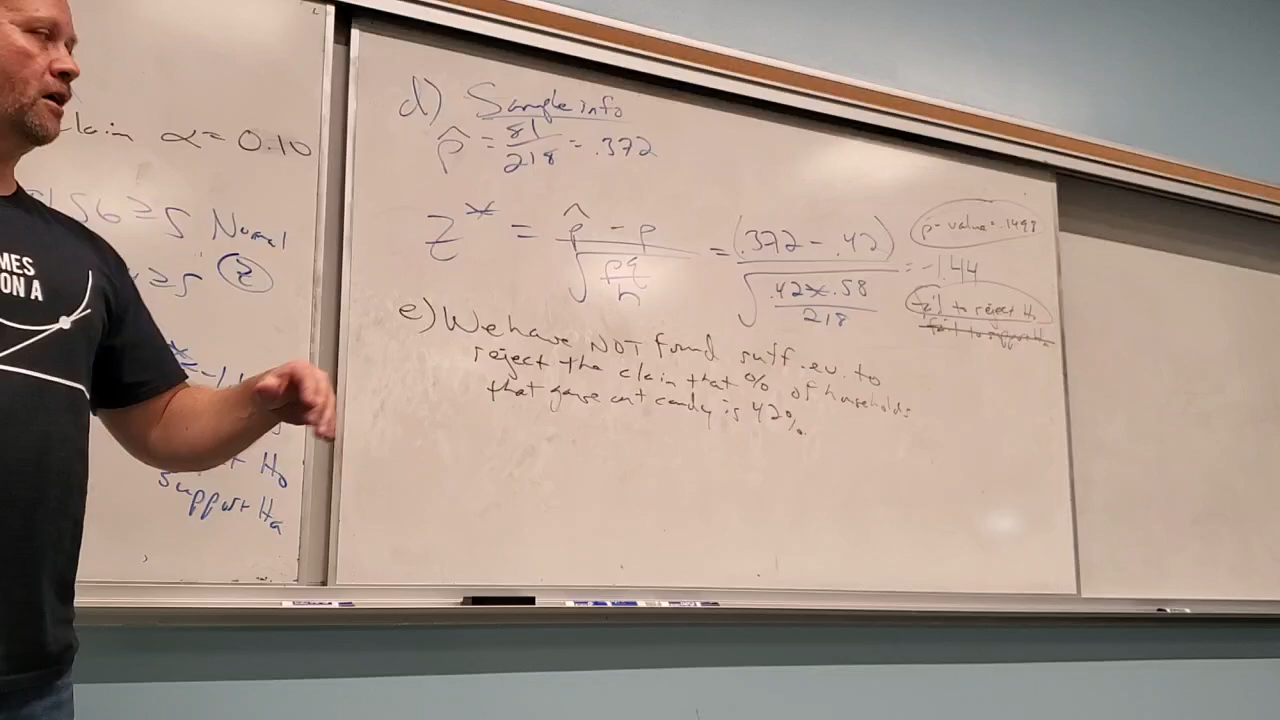 claim α = 0.10
56 ≥ 5 Normal
≥ 5 Z
Ho
support Ha
MES
ON A
d) Sample info
p̂ = 81/218 = .372
z* = (p̂ - p)/√(pq/n) = (.372 - .42)/√(.42*.58/218) = -1.44
p-value = .1499
fail to reject Ho
fail to support Ha
e) We have NOT found suff. ev. to
reject the claim that % of households
that gave out candy is 42%.